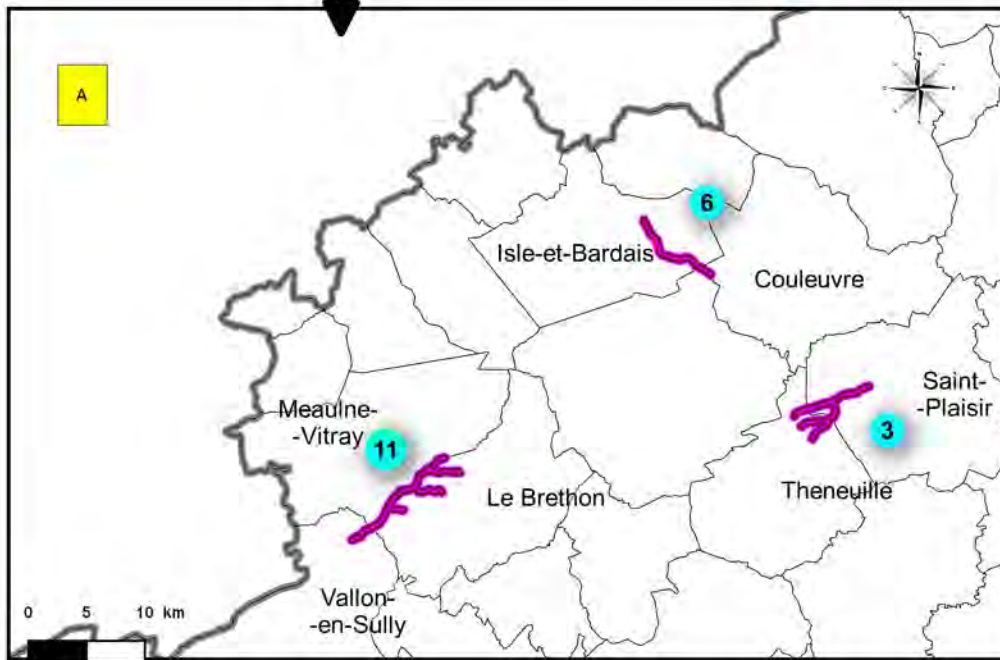 A
6
Isle-et-Bardais
Couleuvre
Saint-
-Plaisir
Meaulne-
-Vitray
3
11
Le Brethon
Theneuille
Vallon-
-en-Sully
0 5 10 km